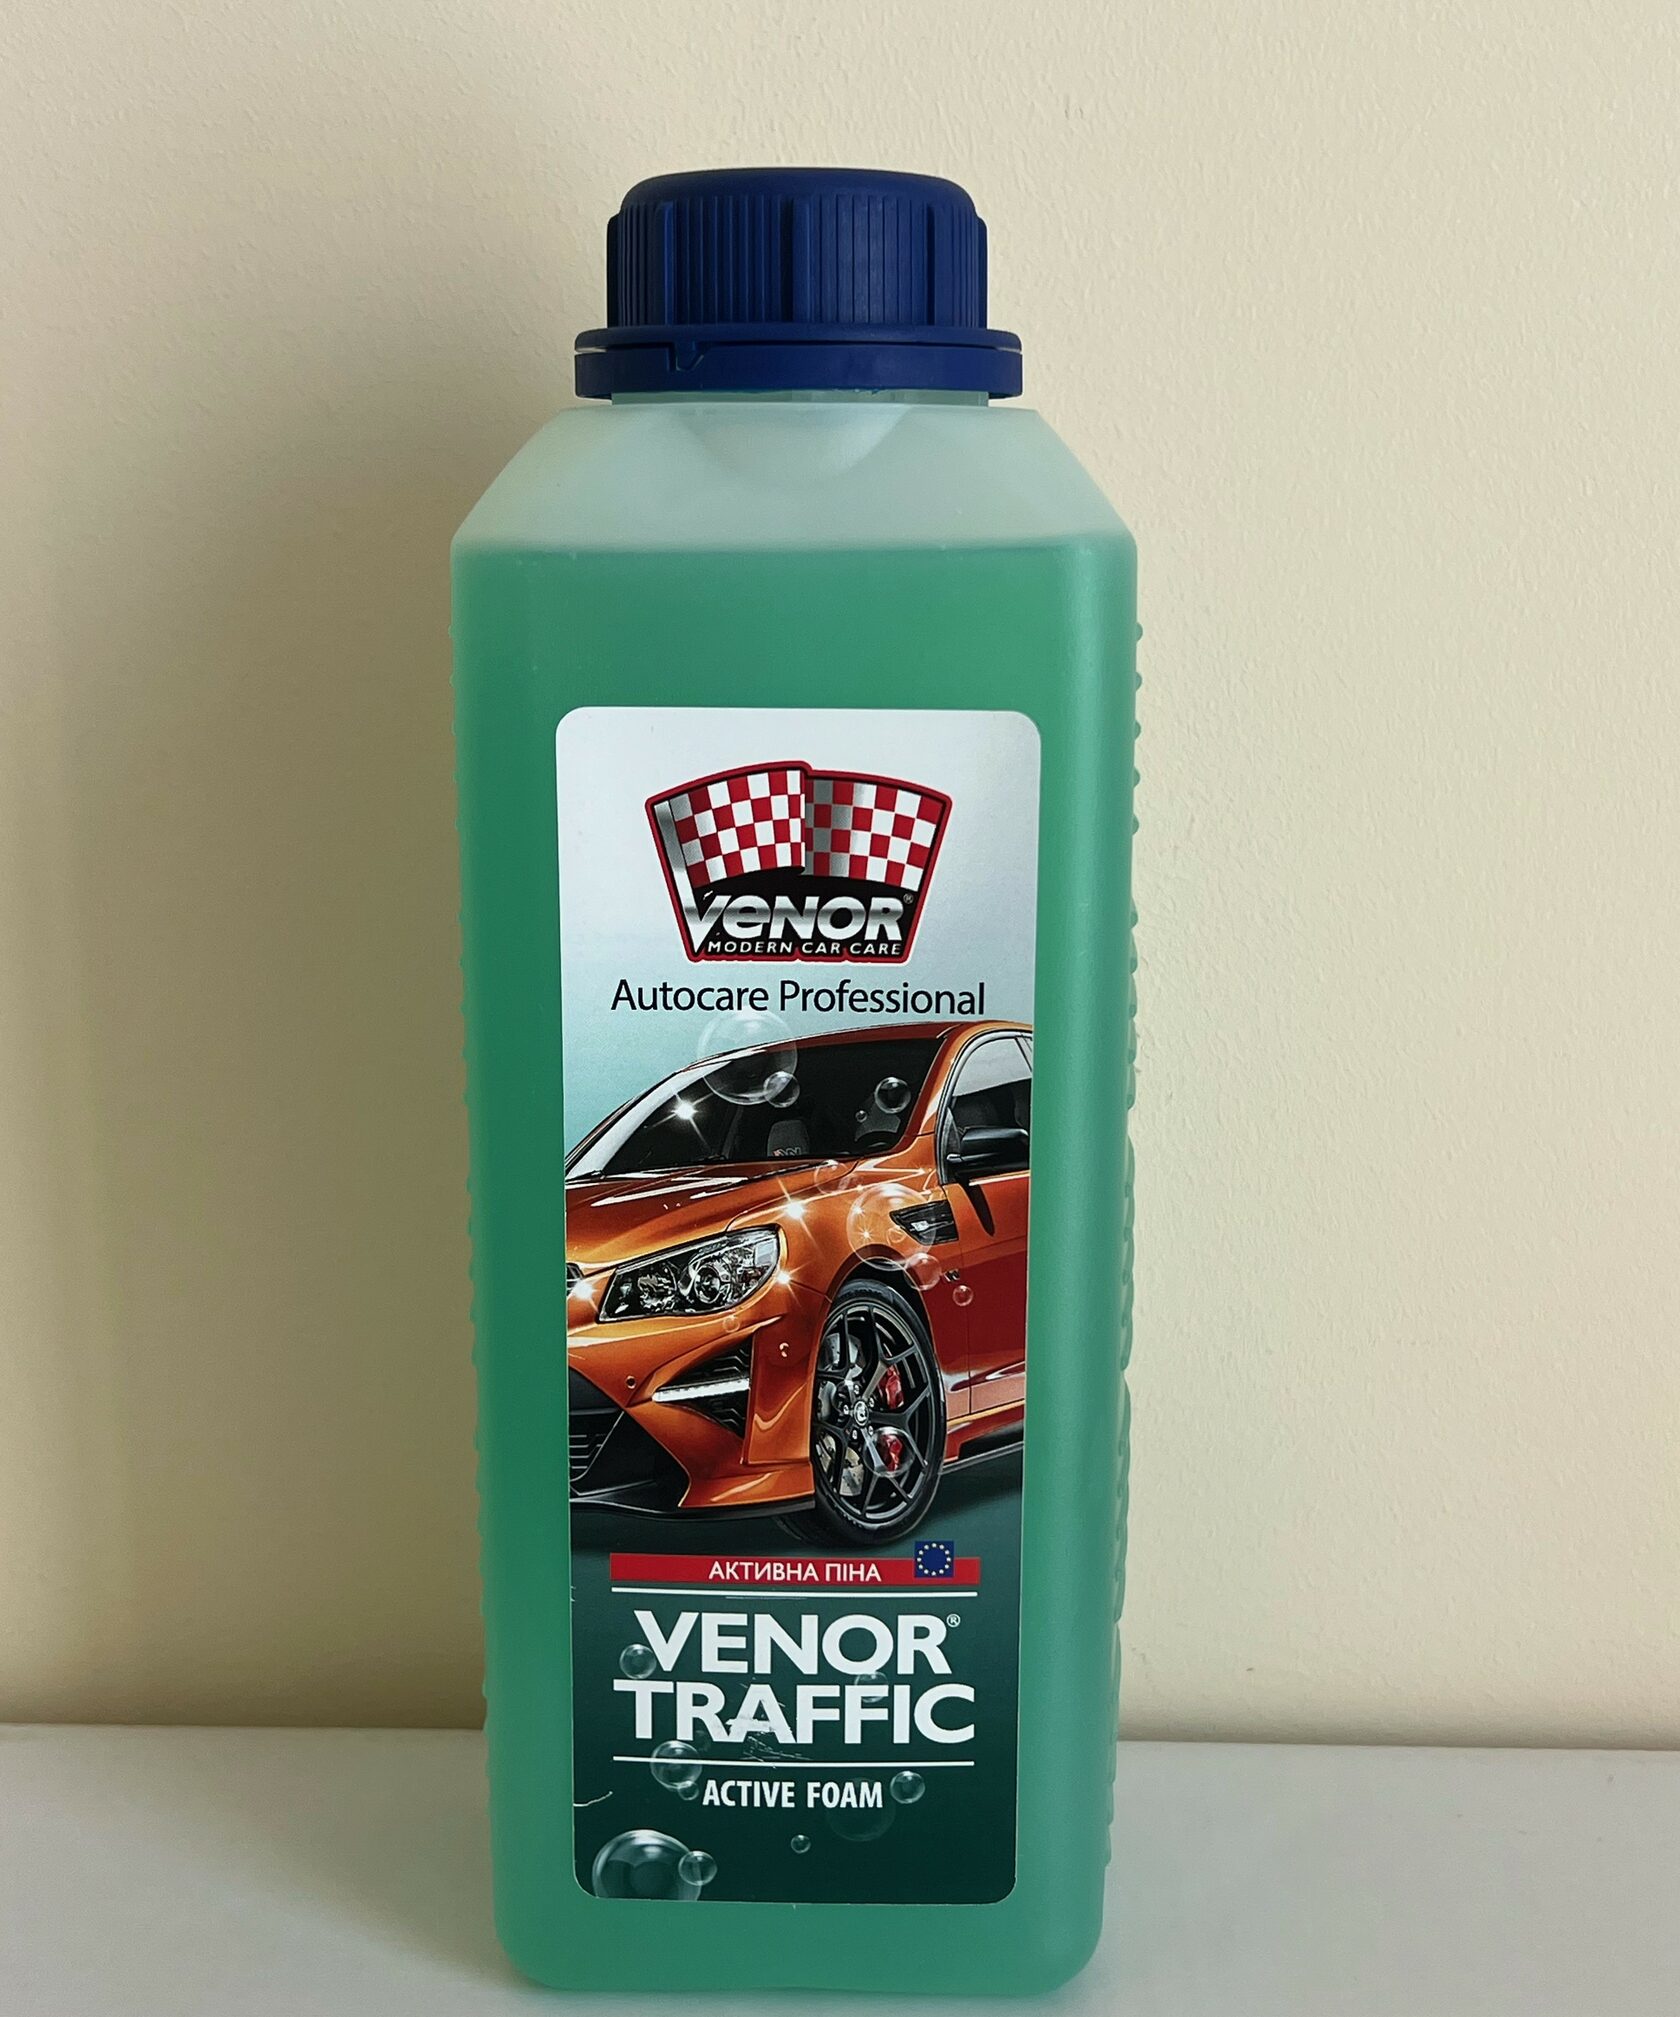 VENOR®
MODERN CAR CARE
Autocare Professional
АКТИВНА ПІНА
VENOR®
TRAFFIC
ACTIVE FOAM